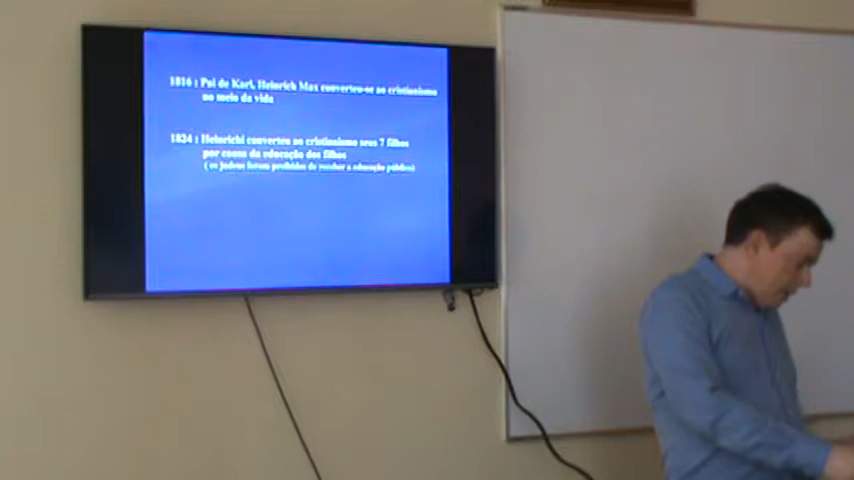 1816 : Pai de Karl, Heinrich Max converteu-se ao cristianismo
no meio da vida
1824 : Heinrichi converteu ao cristianismo seus 7 filhos
por causa da educação dos filhos
( os judeus foram proibidos de receber a educação pública)